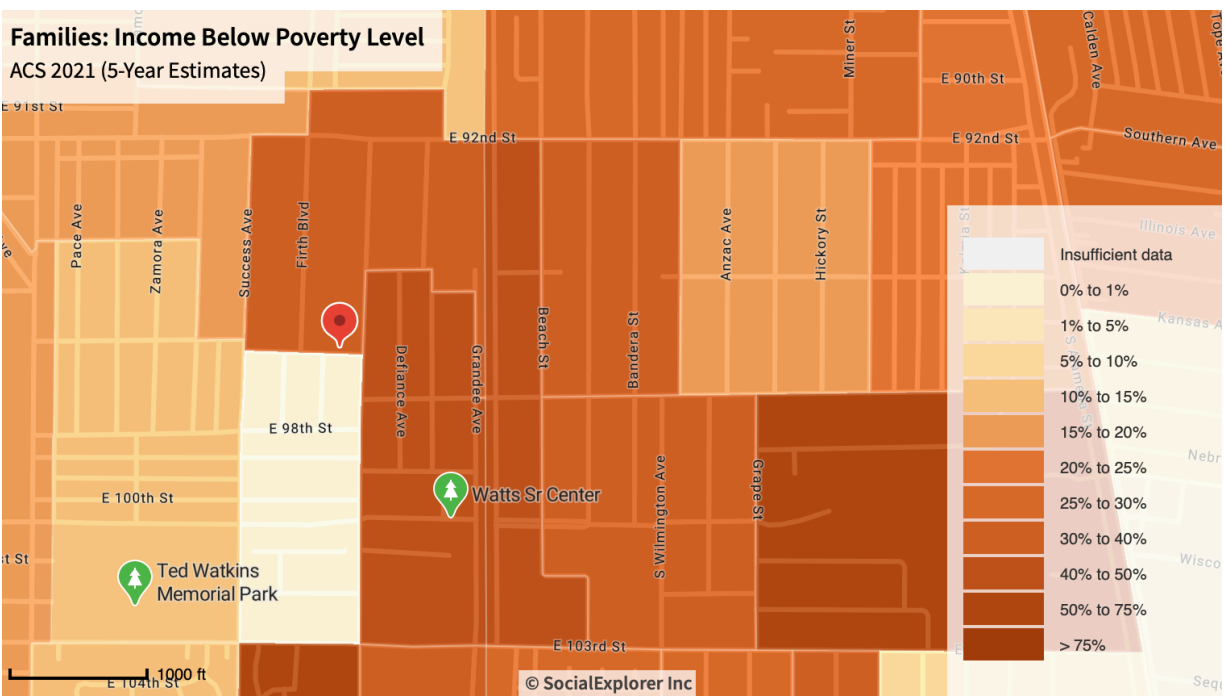 Families: Income Below Poverty Level
ACS 2021 (5-Year Estimates)
E 91st St
E 92nd St
Miner St
E 90th St
E 92nd St
Calden Ave
Southern Ave
Pace Ave
Zamora Ave
Success Ave
Firth Blvd
Defiance Ave
Grandee Ave
Beach St
Bandera St
Anzac Ave
Hickory St
Illinois Ave
Kansas A
Nebr
Wisco
Sequ
E 98th St
E 100th St
Watts Sr Center
S Wilmington Ave
Grape St
st St
Ted Watkins
Memorial Park
E 103rd St
1000 ft
E 104th St
© SocialExplorer Inc
Insufficient data
0% to 1%
1% to 5%
5% to 10%
10% to 15%
15% to 20%
20% to 25%
25% to 30%
30% to 40%
40% to 50%
50% to 75%
> 75%